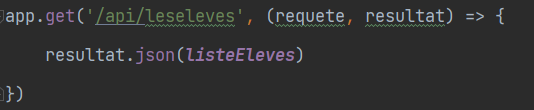 app.get('/api/leseleves', (requete, resultat) => {
resultat.json(listeEleves)
})